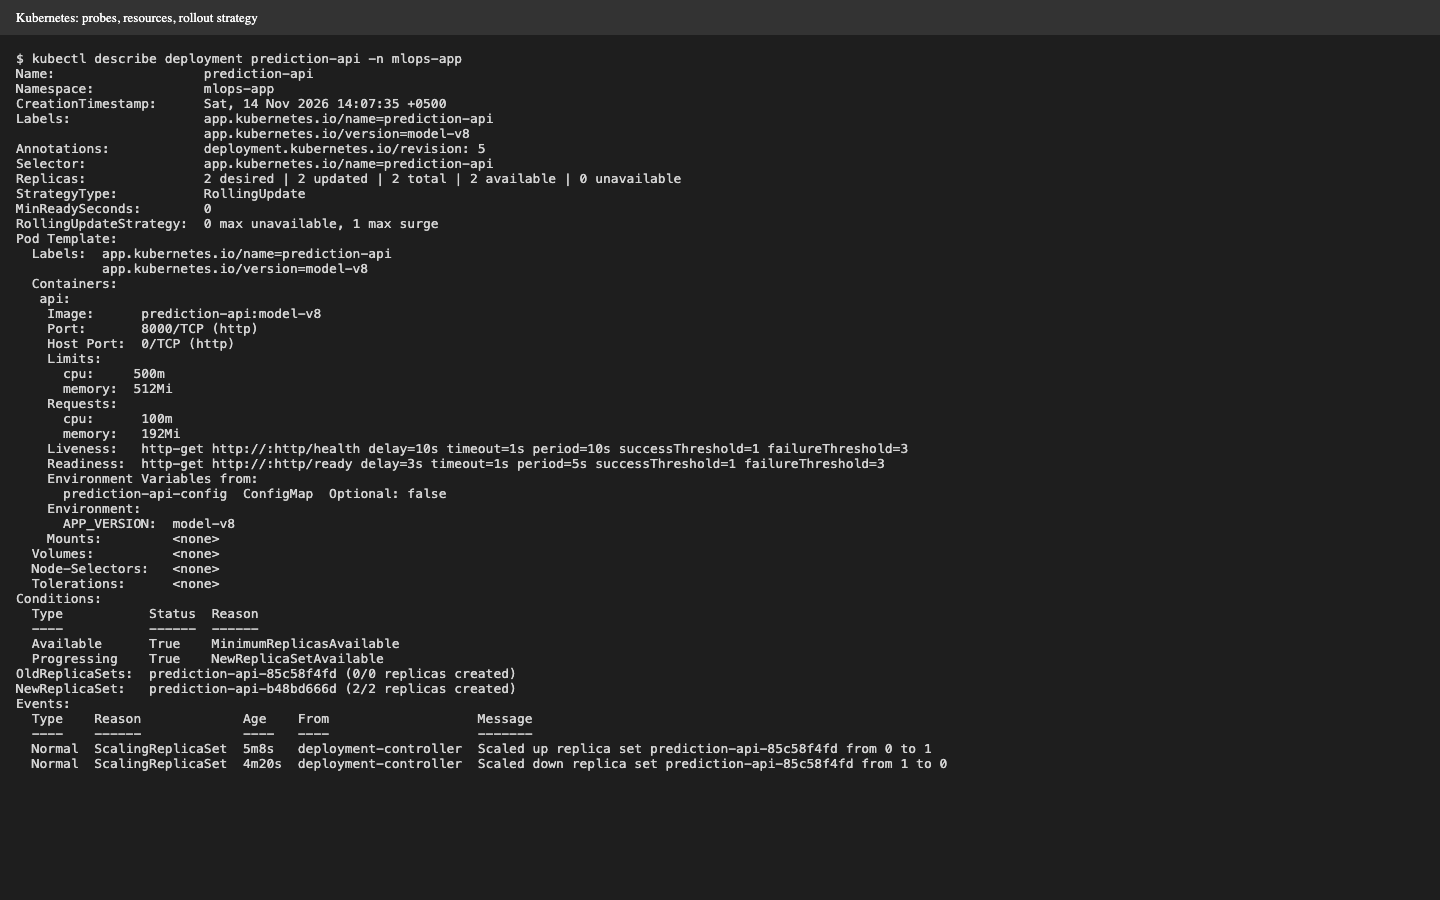 Kubernetes: probes, resources, rollout strategy
$ kubectl describe deployment prediction-api -n mlops-app
Name:                   prediction-api
Namespace:              mlops-app
CreationTimestamp:      Sat, 14 Nov 2026 14:07:35 +0500
Labels:                 app.kubernetes.io/name=prediction-api
                        app.kubernetes.io/version=model-v8
Annotations:            deployment.kubernetes.io/revision: 5
Selector:               app.kubernetes.io/name=prediction-api
Replicas:               2 desired | 2 updated | 2 total | 2 available | 0 unavailable
StrategyType:           RollingUpdate
MinReadySeconds:        0
RollingUpdateStrategy:  0 max unavailable, 1 max surge
Pod Template:
  Labels:  app.kubernetes.io/name=prediction-api
           app.kubernetes.io/version=model-v8
  Containers:
   api:
    Image:      prediction-api:model-v8
    Port:       8000/TCP (http)
    Host Port:  0/TCP (http)
    Limits:
      cpu:     500m
      memory:  512Mi
    Requests:
      cpu:      100m
      memory:   192Mi
    Liveness:   http-get http://:http/health delay=10s timeout=1s period=10s successThreshold=1 failureThreshold=3
    Readiness:  http-get http://:http/ready delay=3s timeout=1s period=5s successThreshold=1 failureThreshold=3
    Environment Variables from:
      prediction-api-config  ConfigMap  Optional: false
    Environment:
      APP_VERSION:  model-v8
    Mounts:         <none>
  Volumes:          <none>
  Node-Selectors:   <none>
  Tolerations:      <none>
Conditions:
  Type           Status  Reason
  ----           ------  ------
  Available      True    MinimumReplicasAvailable
  Progressing    True    NewReplicaSetAvailable
OldReplicaSets:  prediction-api-85c58f4fd (0/0 replicas created)
NewReplicaSet:   prediction-api-b48bd666d (2/2 replicas created)
Events:
  Type    Reason             Age    From                   Message
  ----    ------             ----   ----                   -------
  Normal  ScalingReplicaSet  5m8s   deployment-controller  Scaled up replica set prediction-api-85c58f4fd from 0 to 1
  Normal  ScalingReplicaSet  4m20s  deployment-controller  Scaled down replica set prediction-api-85c58f4fd from 1 to 0